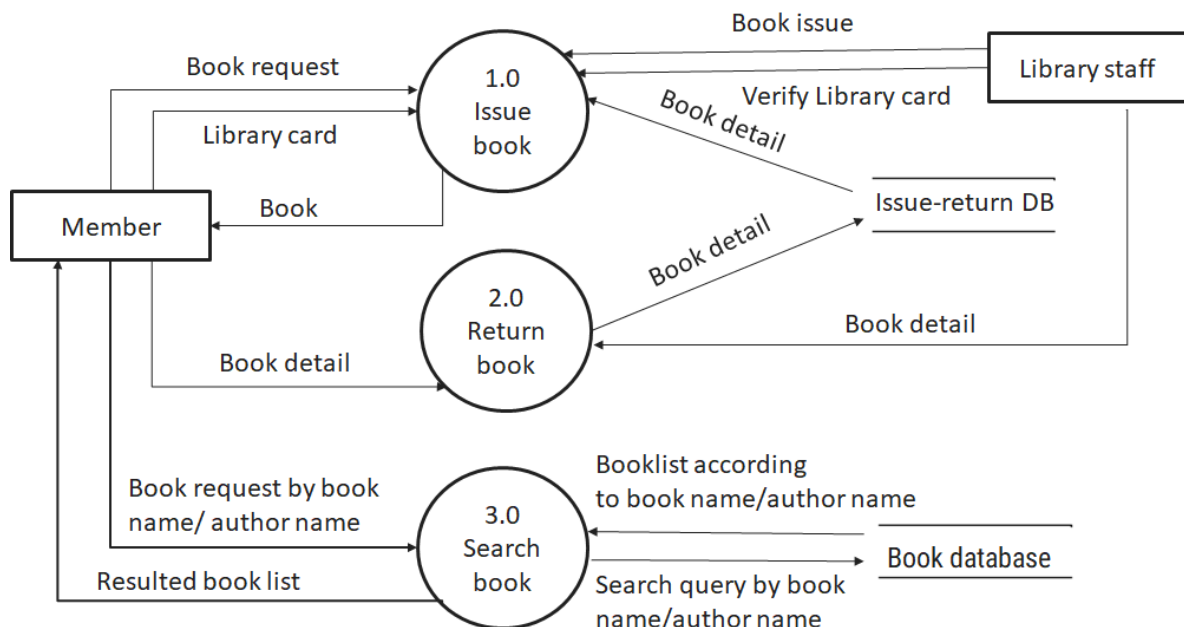 Book issue
Book request
1.0
Issue
book
Library staff
Verify Library card
Book detail
Library card
Issue-return DB
Book
Member
Book detail
2.0
Return
book
Book detail
Book detail
Booklist according
to book name/author name
Book request by book
name/ author name
3.0
Search
book
Book database
Resulted book list
Search query by book
name/author name